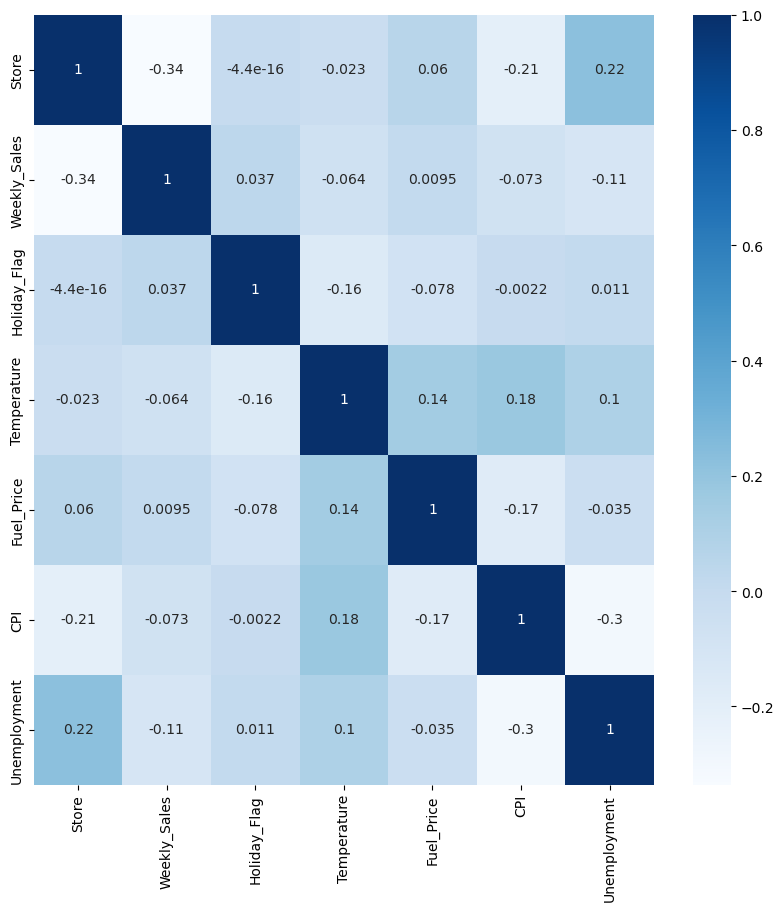 Store 1 -0.34 -4.4e-16 -0.023 0.06 -0.21 0.22
Weekly_Sales -0.34 1 0.037 -0.064 0.0095 -0.073 -0.11
Holiday_Flag -4.4e-16 0.037 1 -0.16 -0.078 -0.0022 0.011
Temperature -0.023 -0.064 -0.16 1 0.14 0.18 0.1
Fuel_Price 0.06 0.0095 -0.078 0.14 1 -0.17 -0.035
CPI -0.21 -0.073 -0.0022 0.18 -0.17 1 -0.3
Unemployment 0.22 -0.11 0.011 0.1 -0.035 -0.3 1
Store Weekly_Sales Holiday_Flag Temperature Fuel_Price CPI Unemployment
1.0
0.8
0.6
0.4
0.2
0.0
−0.2